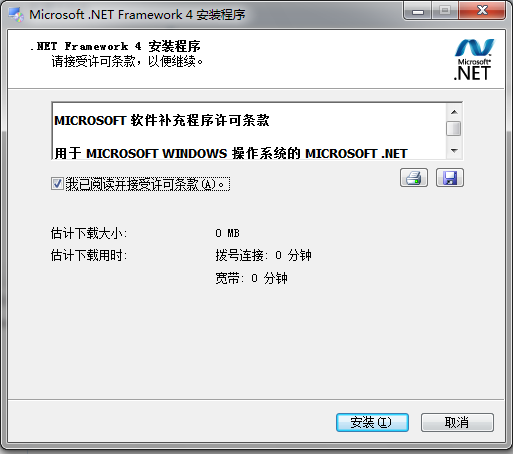 Microsoft .NET Framework 4 安装程序
.NET Framework 4 安装程序
请接受许可条款，以便继续。
Microsoft®
.NET
MICROSOFT 软件补充程序许可条款
用于 MICROSOFT WINDOWS 操作系统的 MICROSOFT .NET
我已阅读并接受许可条款(A)。
估计下载大小: 0 MB
估计下载用时: 拨号连接: 0 分钟
宽带: 0 分钟
安装(I) 取消